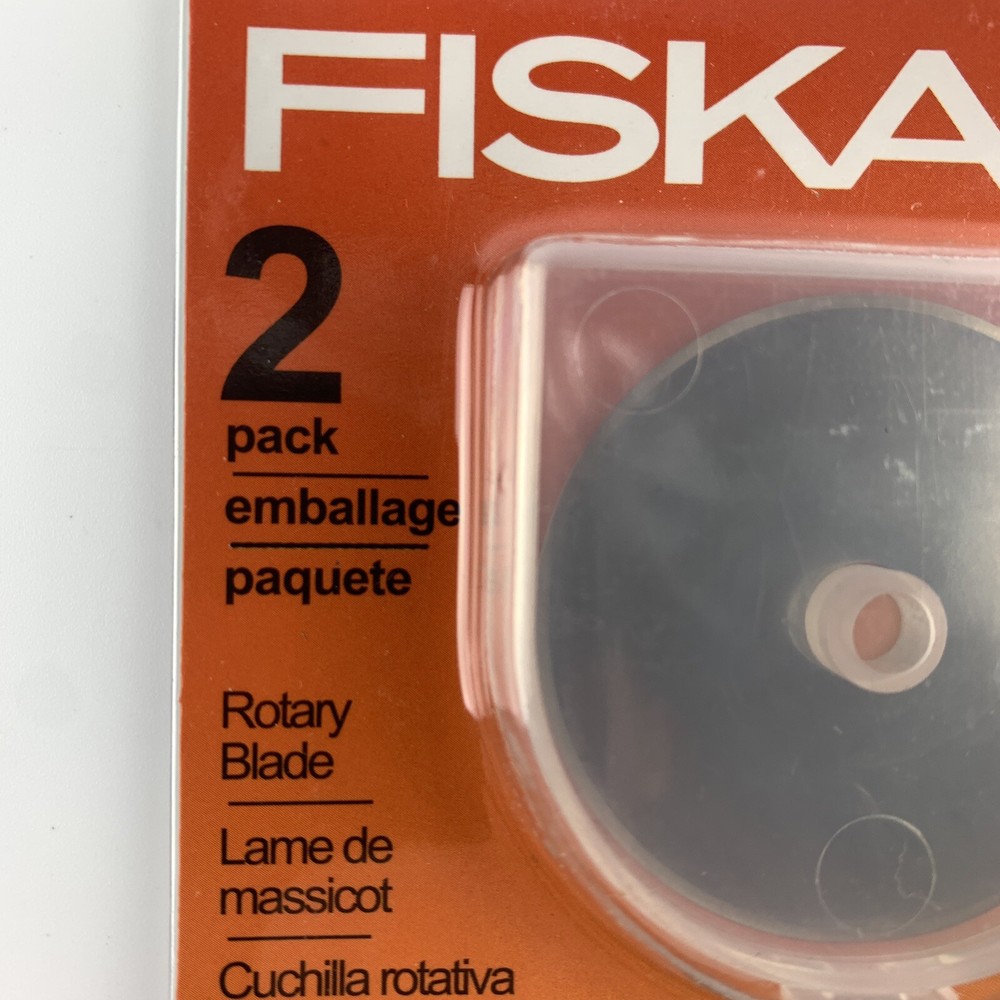 FISKA
2
pack
emballage
paquete
Rotary
Blade
Lame de
massicot
Cuchilla rotativa